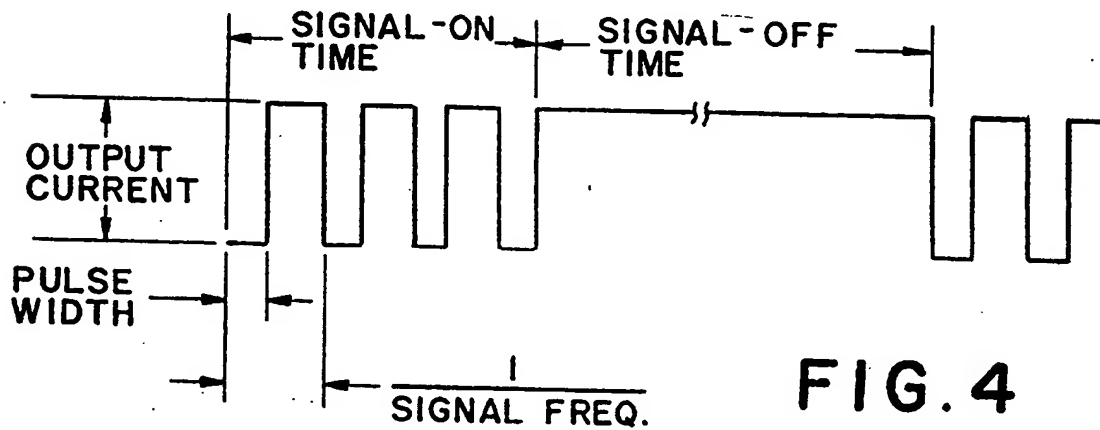 SIGNAL-ON
TIME
SIGNAL-OFF
TIME
OUTPUT
CURRENT
PULSE
WIDTH
1
SIGNAL FREQ.
FIG.4